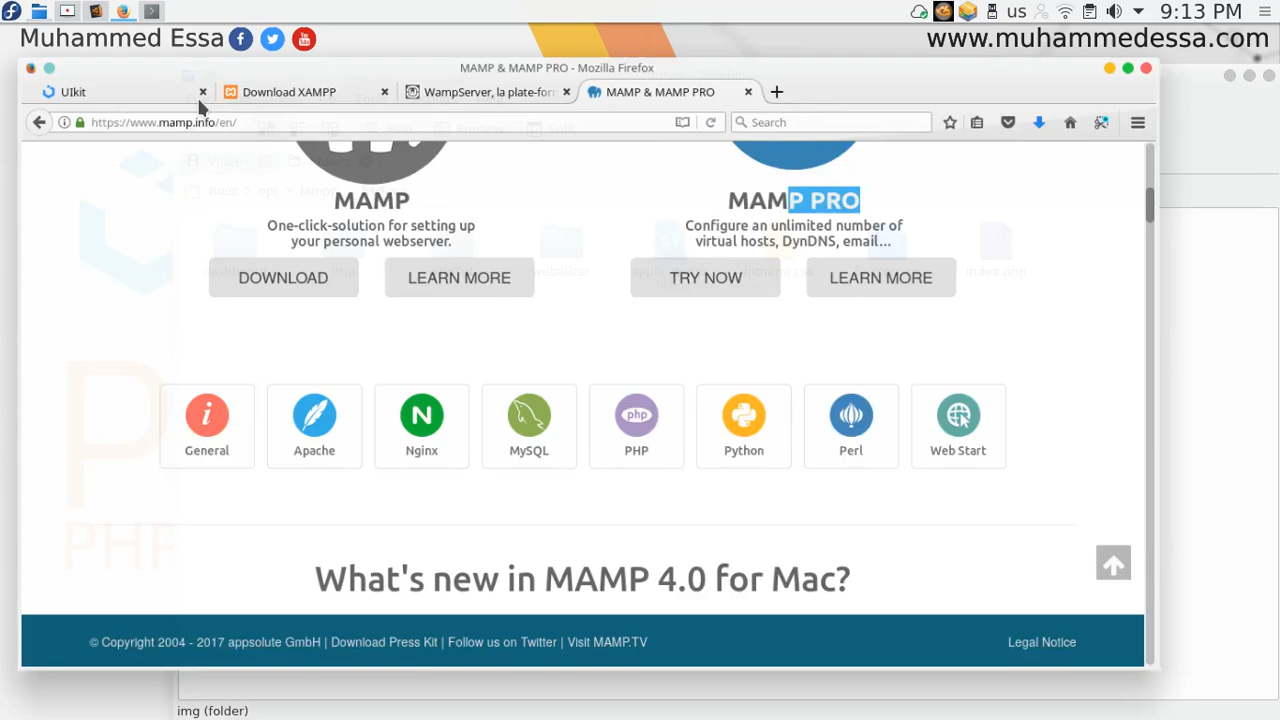 us
9:13 PM
Muhammed Essa
www.muhammedessa.com
MAMP & MAMP PRO - Mozilla Firefox
UIkit
Download XAMPP
WampServer, la plate-for
MAMP & MAMP PRO
https://www.mamp.info/en/
Search
MAMP
One-click-solution for setting up
your personal webserver.
DOWNLOAD
LEARN MORE
MAMP PRO
Configure an unlimited number of
virtual hosts, DynDNS, email...
TRY NOW
LEARN MORE
index.php
General
Apache
Nginx
MySQL
PHP
Python
Perl
Web Start
PHP
What's new in MAMP 4.0 for Mac?
© Copyright 2004 - 2017 appsolute GmbH | Download Press Kit | Follow us on Twitter | Visit MAMP.TV
Legal Notice
img (folder)